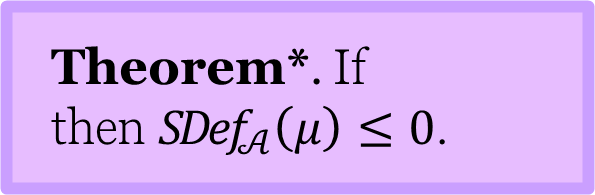 Theorem*. If
then SDef_𝒜(μ) ≤ 0.